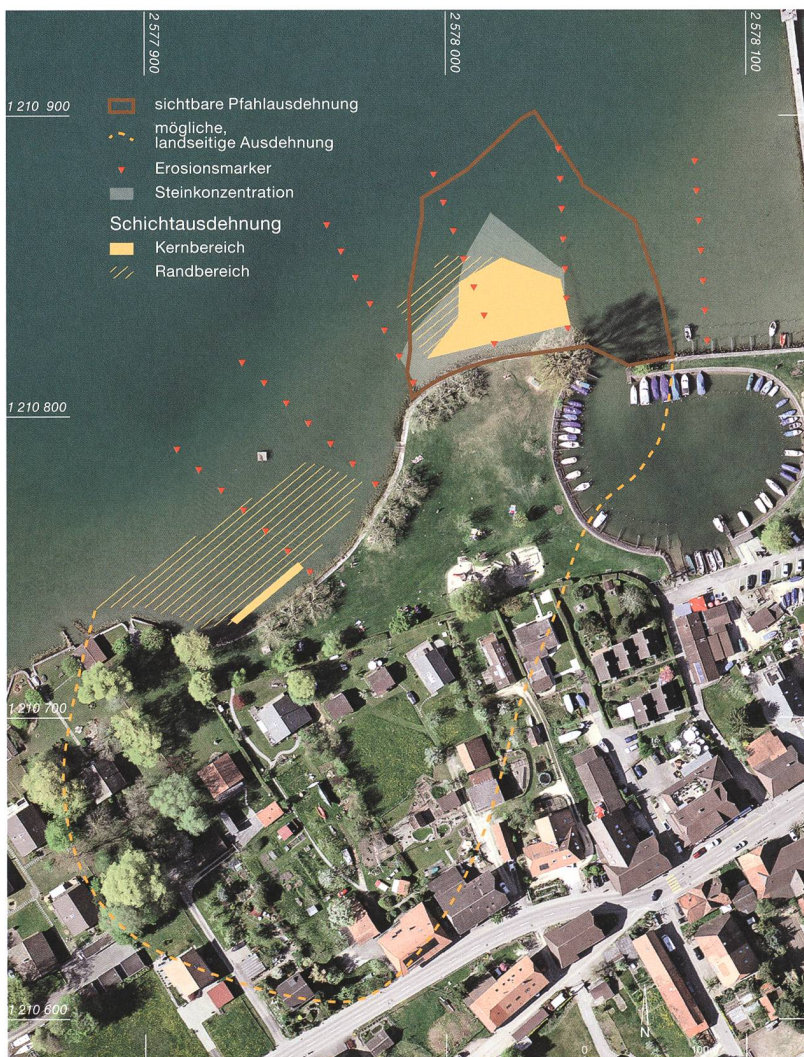 2 577 900
2 578 000
2 578 100
1 210 900
sichtbare Pfahlausdehnung
mögliche,
landseitige Ausdehnung
Erosionsmarker
Steinkonzentration
Schichtausdehnung
Kernbereich
Randbereich
1 210 800
1 210 700
1 210 600
N
0
100